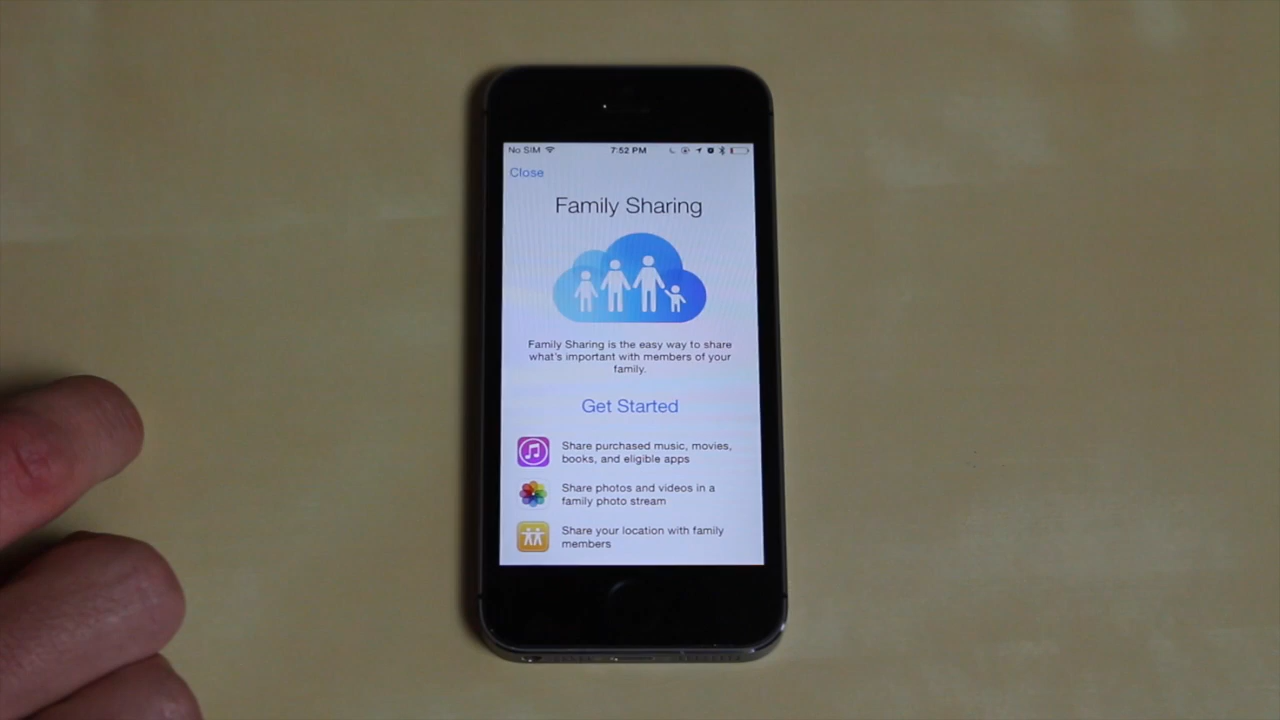 No SIM 7:52 PM
Close
Family Sharing
Family Sharing is the easy way to share
what's important with members of your
family.
Get Started
Share purchased music, movies,
books, and eligible apps
Share photos and videos in a
family photo stream
Share your location with family
members